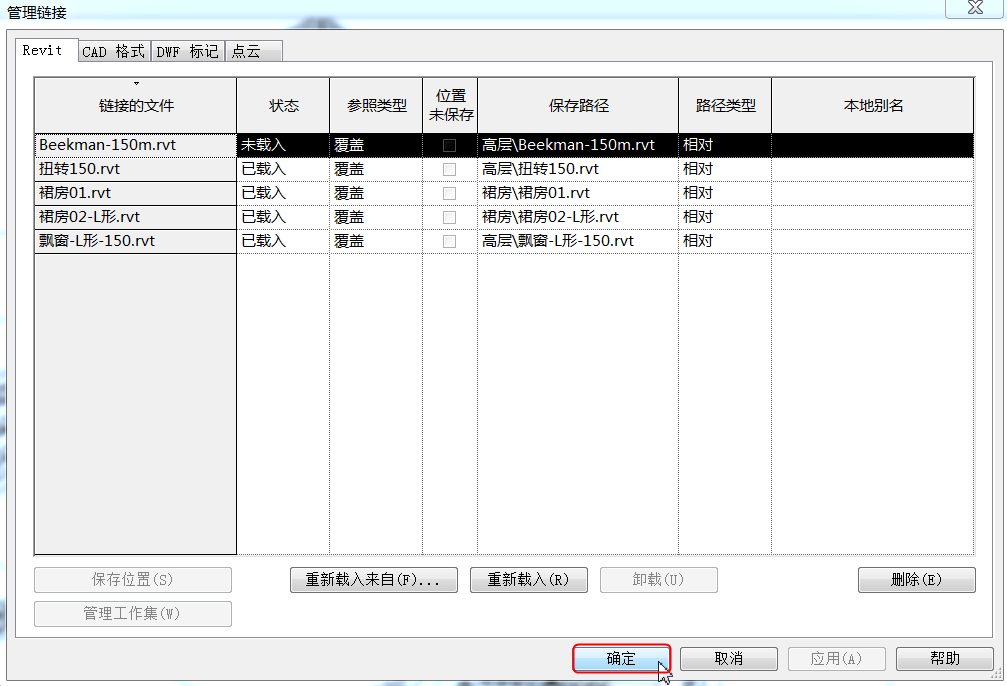 管理链接
Revit CAD 格式 DWF 标记 点云
链接的文件 状态 参照类型 位置未保存 保存路径 路径类型 本地别名
Beekman-150m.rvt 未载入 覆盖 高层\Beekman-150m.rvt 相对
扭转150.rvt 已载入 覆盖 高层\扭转150.rvt 相对
裙房01.rvt 已载入 覆盖 裙房\裙房01.rvt 相对
裙房02-L形.rvt 已载入 覆盖 裙房\裙房02-L形.rvt 相对
飘窗-L形-150.rvt 已载入 覆盖 高层\飘窗-L形-150.rvt 相对
保存位置(S) 重新载入来自(F)... 重新载入(R) 卸载(U) 删除(E)
管理工作集(W)
确定 取消 应用(A) 帮助